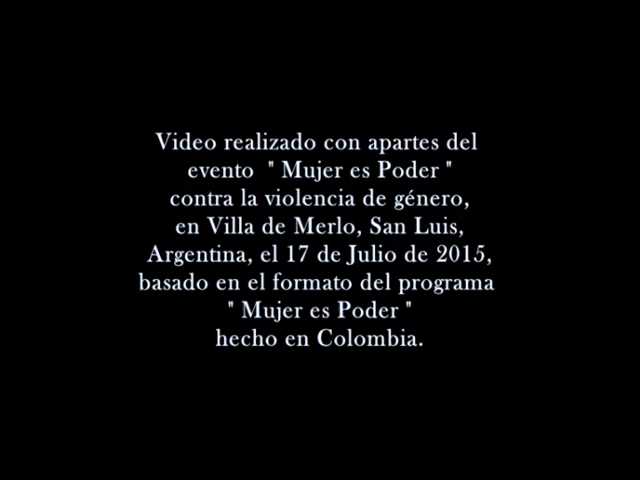 Video realizado con apartes del
evento " Mujer es Poder "
contra la violencia de género,
en Villa de Merlo, San Luis,
Argentina, el 17 de Julio de 2015,
basado en el formato del programa
" Mujer es Poder "
hecho en Colombia.